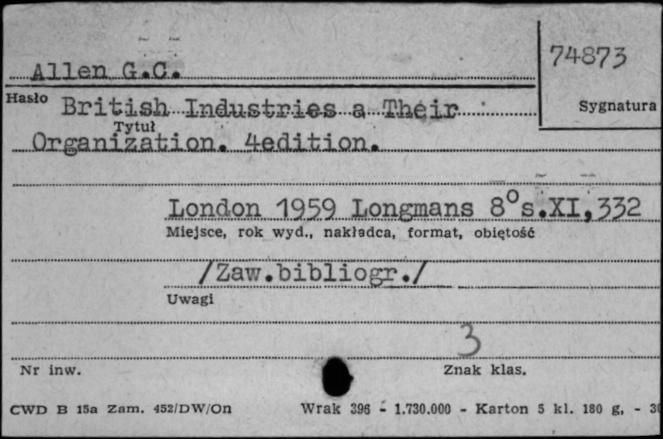 74873
Allen G.C.
Hasło British Industries a Their Sygnatura
Tytuł
Organization. 4edition.
London 1959 Longmans 8°s.XI,332
Miejsce, rok wyd., nakładca, format, obiętość
/Zaw.bibliogr./
Uwagi
3
Nr inw. Znak klas.
CWD B 15a Zam. 452/DW/On Wrak 396 - 1.730.000 - Karton 5 kl. 180 g, -